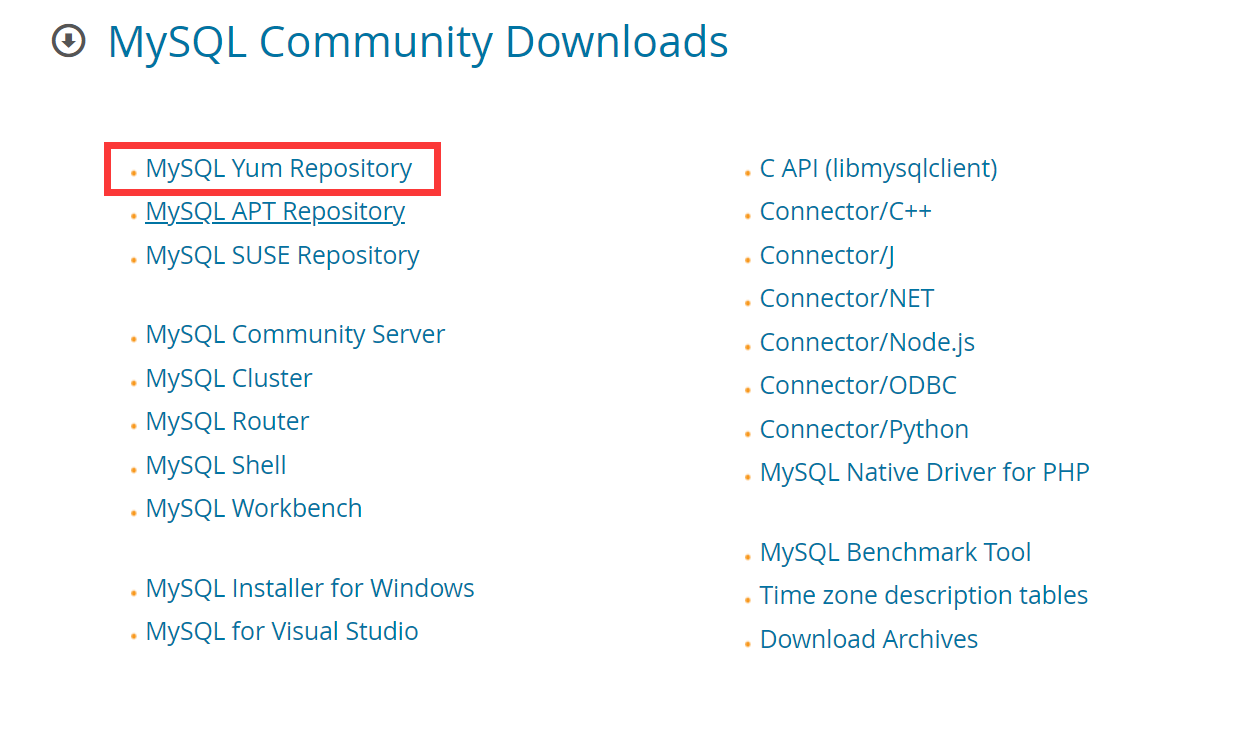 MySQL Community Downloads
MySQL Yum Repository
MySQL APT Repository
MySQL SUSE Repository
MySQL Community Server
MySQL Cluster
MySQL Router
MySQL Shell
MySQL Workbench
MySQL Installer for Windows
MySQL for Visual Studio
C API (libmysqlclient)
Connector/C++
Connector/J
Connector/NET
Connector/Node.js
Connector/ODBC
Connector/Python
MySQL Native Driver for PHP
MySQL Benchmark Tool
Time zone description tables
Download Archives